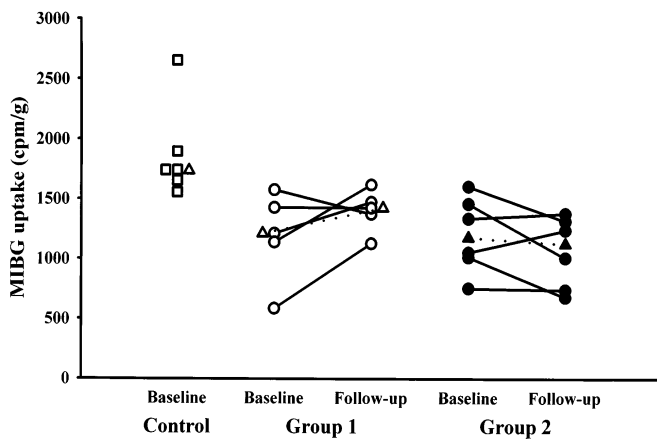 MIBG uptake (cpm/g)
3000
2500
2000
1500
1000
500
0
Baseline Baseline Follow-up Baseline Follow-up
Control Group 1 Group 2